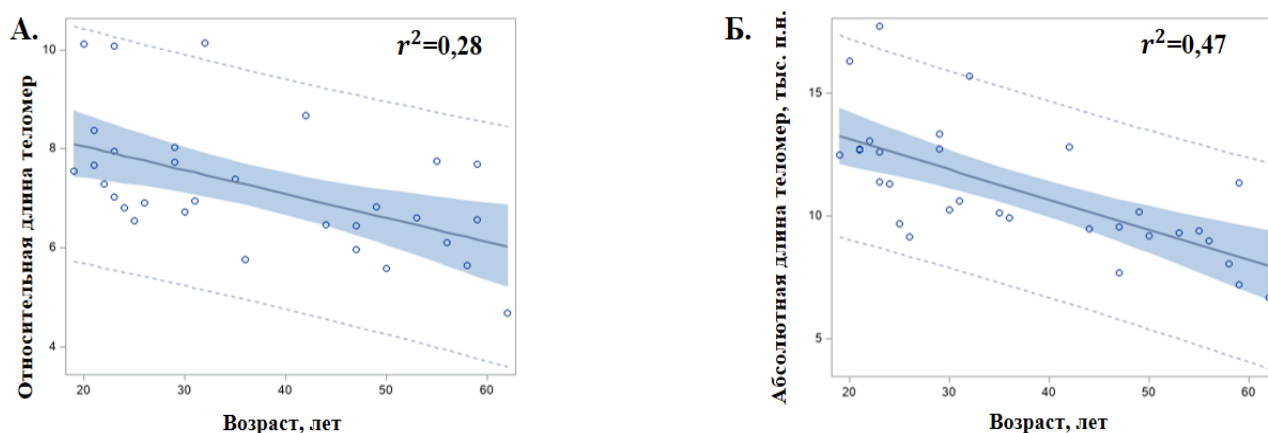 А.
r²=0,28
Относительная длина теломер
10
8
6
4
20 30 40 50 60
Возраст, лет
Б.
r²=0,47
Абсолютная длина теломер, тыс. п.н.
15
10
5
20 30 40 50 60
Возраст, лет